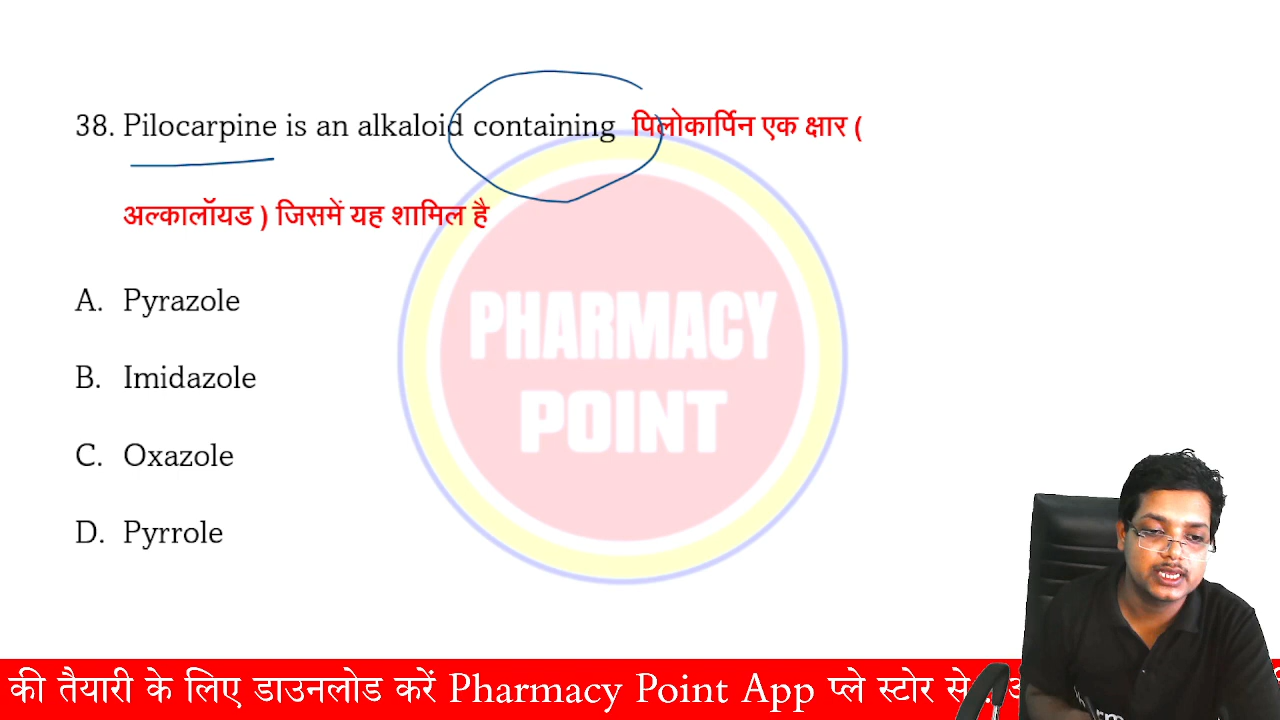 38. Pilocarpine is an alkaloid containing पिलोकार्पिन एक क्षार (
अल्कालॉयड ) जिसमें यह शामिल है
A. Pyrazole
B. Imidazole
C. Oxazole
D. Pyrrole
PHARMACY
POINT
की तैयारी के लिए डाउनलोड करें Pharmacy Point App प्ले स्टोर से